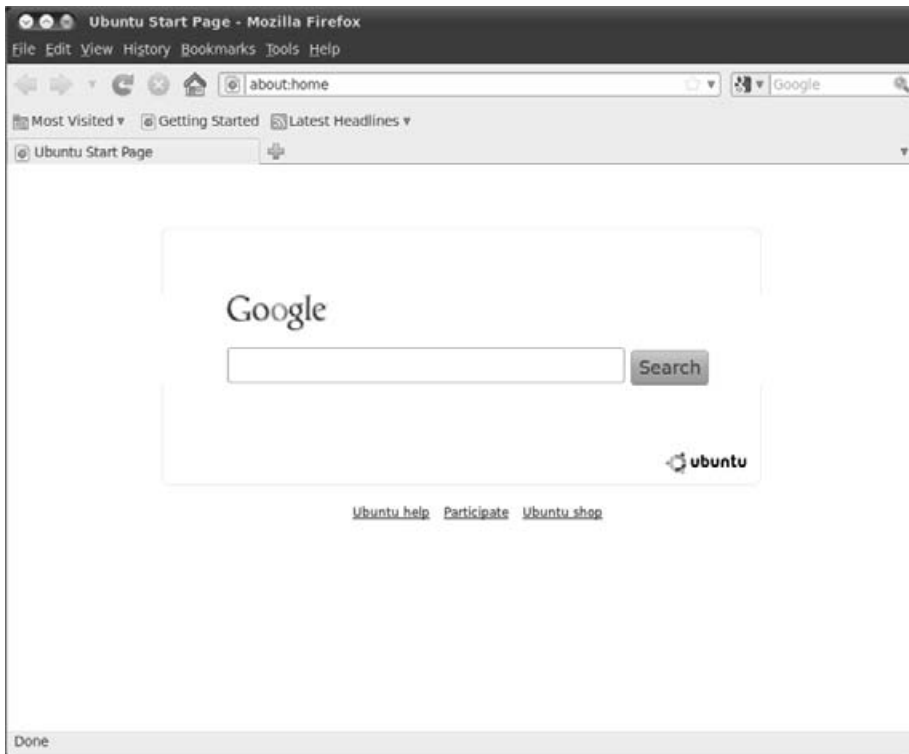 Ubuntu Start Page - Mozilla Firefox
File Edit View History Bookmarks Tools Help
about:home Google
Most Visited Getting Started Latest Headlines
Ubuntu Start Page
Google
Search
ubuntu
Ubuntu help Participate Ubuntu shop
Done